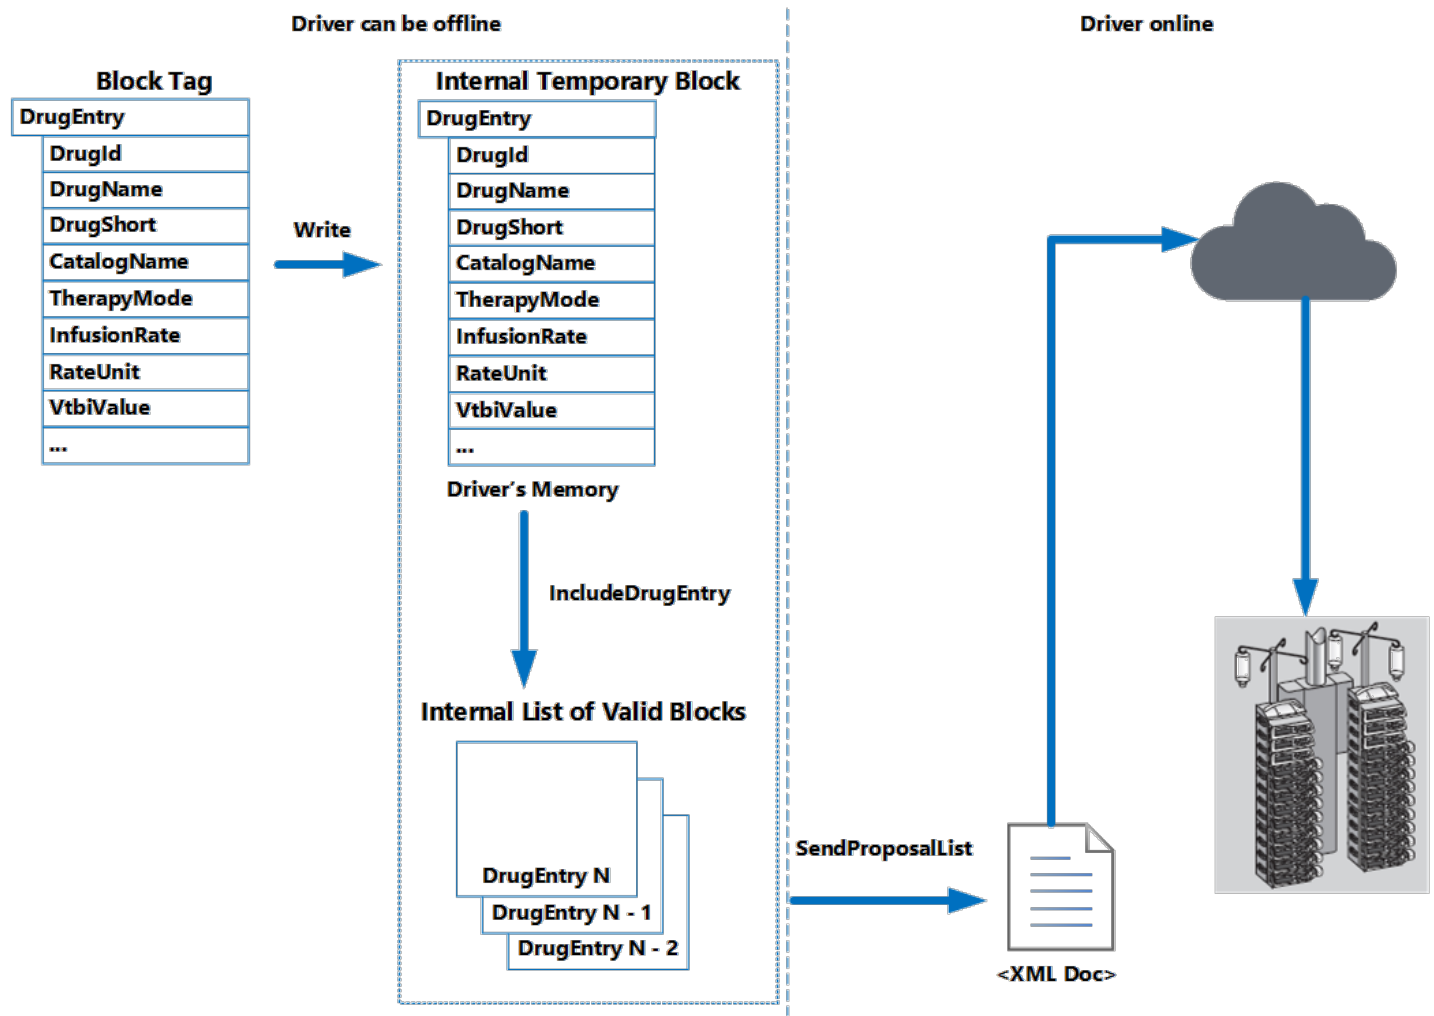 Driver can be offline
Driver online
Block Tag
DrugEntry
DrugId
DrugName
DrugShort
CatalogName
TherapyMode
InfusionRate
RateUnit
VtbiValue
...
Write
Internal Temporary Block
DrugEntry
DrugId
DrugName
DrugShort
CatalogName
TherapyMode
InfusionRate
RateUnit
VtbiValue
...
Driver's Memory
IncludeDrugEntry
Internal List of Valid Blocks
DrugEntry N
DrugEntry N - 1
DrugEntry N - 2
SendProposalList
<XML Doc>